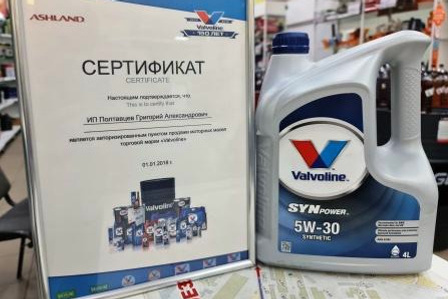 ASHLAND
Valvoline
150 ЛЕТ
СЕРТИФИКАТ
CERTIFICATE
Настоящим подтверждается, что
This is to certify that
ИП Полтавцев Григорий Александрович
является авторизированным пунктом продажи моторных масел
торговой марки «Valvoline»
01.01.2018 г.
Valvoline
SYNPOWER
5W-30
SYNTHETIC
4L